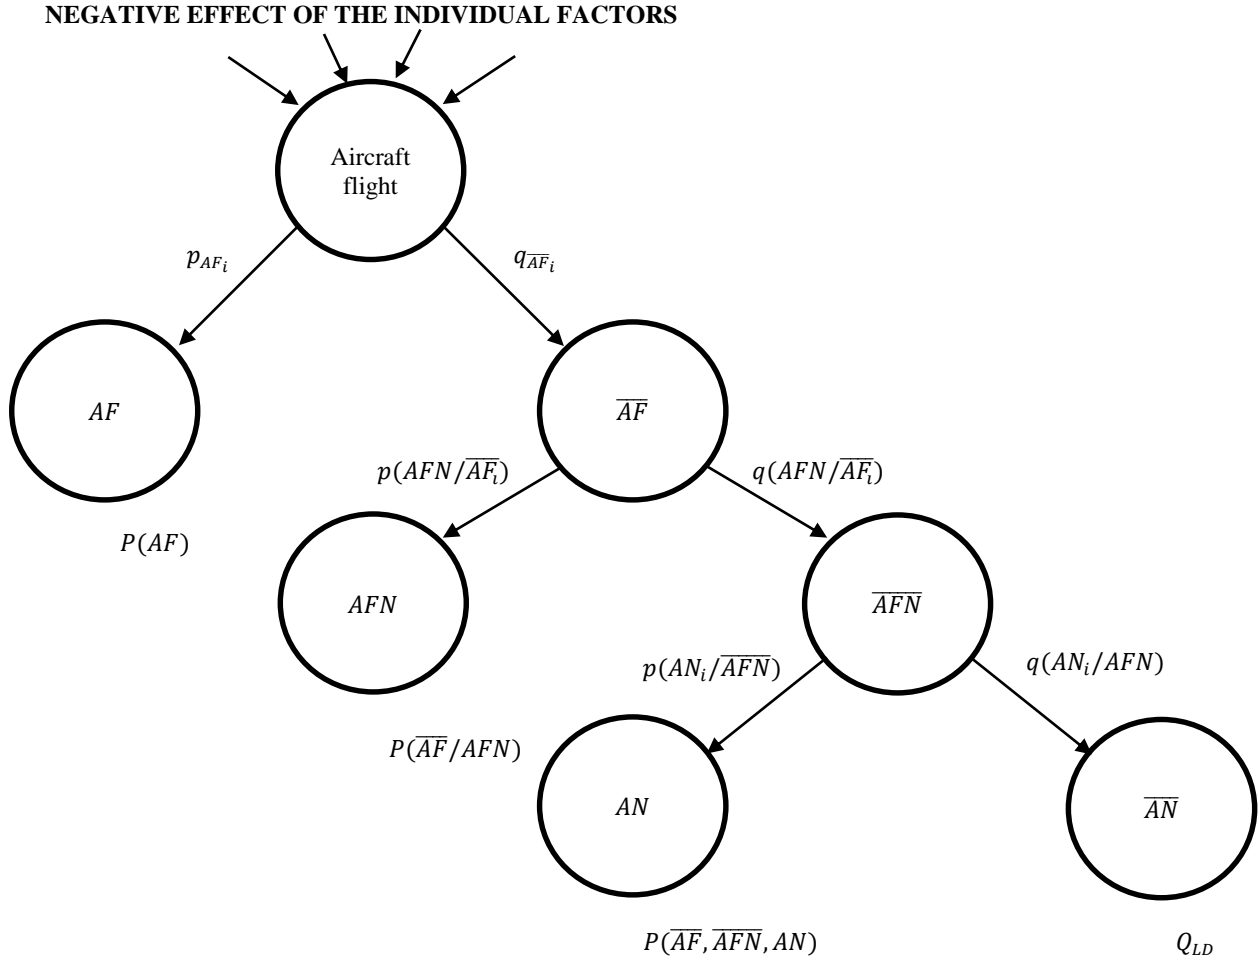 NEGATIVE EFFECT OF THE INDIVIDUAL FACTORS
Aircraft
flight
p_{AF_i}
q_{\overline{AF}_i}
AF
\overline{AF}
p(AFN/\overline{AF_i})
q(AFN/\overline{AF_i})
P(AF)
AFN
\overline{AFN}
p(AN_i/\overline{AFN})
q(AN_i/AFN)
P(\overline{AF}/AFN)
AN
\overline{AN}
P(\overline{AF}, \overline{AFN}, AN)
Q_{LD}